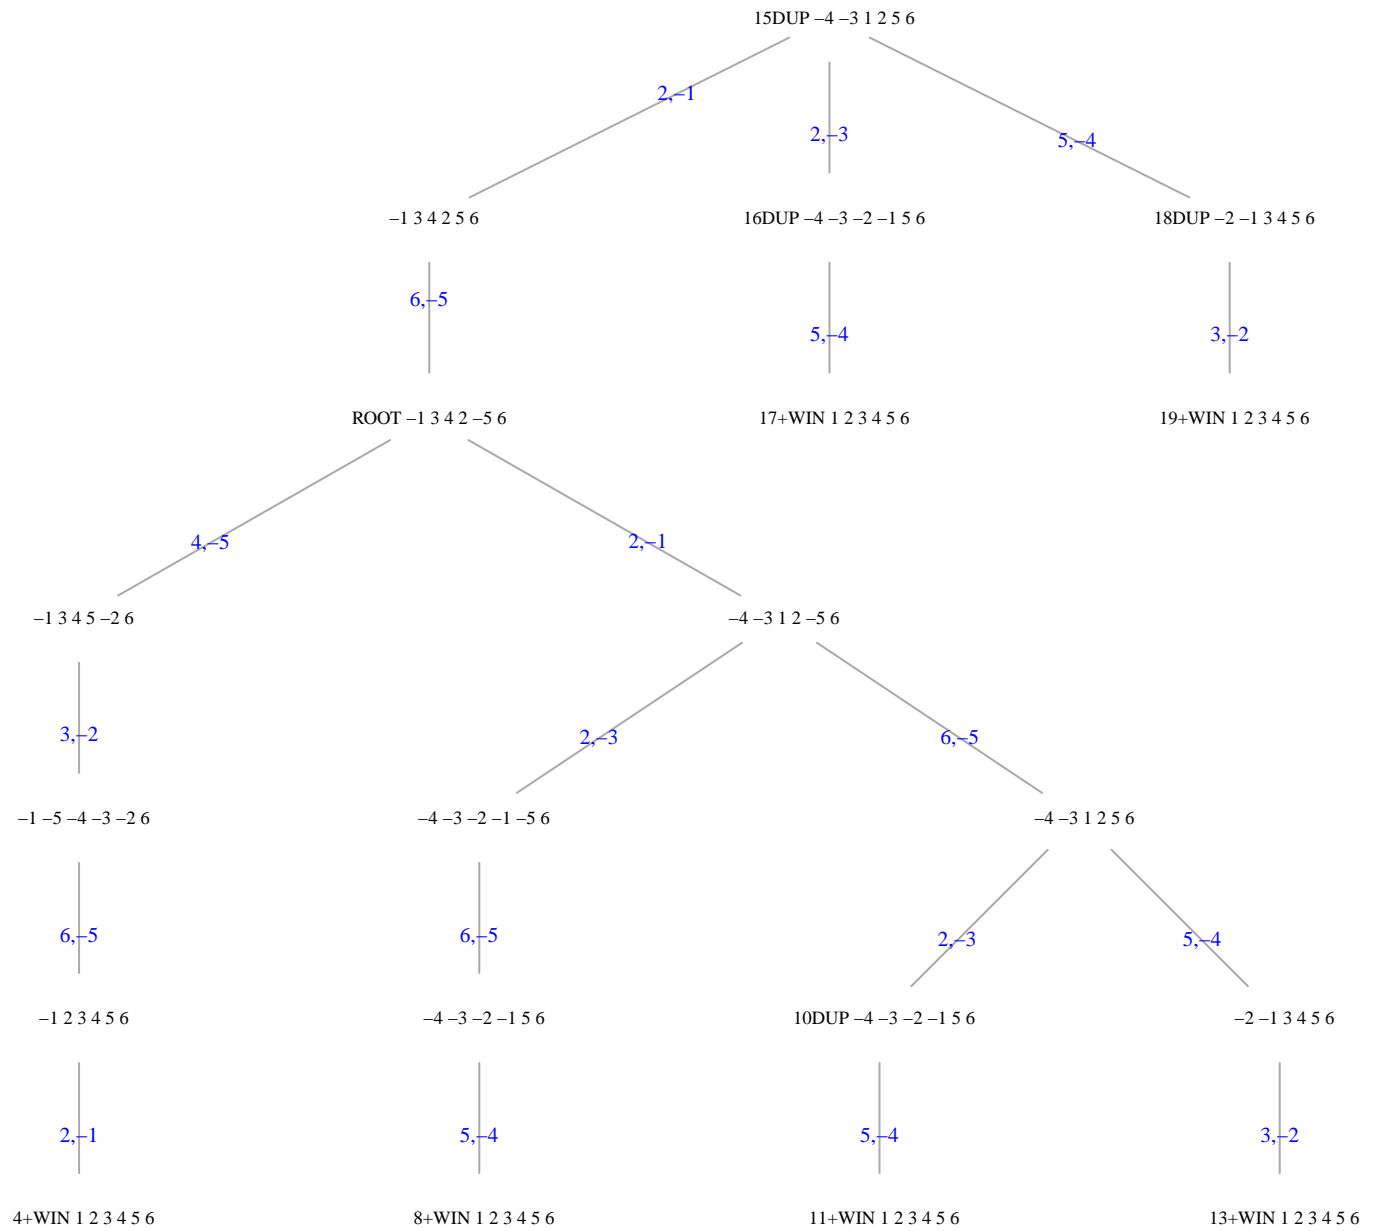 15DUP –4 –3 1 2 5 6
2,–1
2,–3
5,–4
–1 3 4 2 5 6
16DUP –4 –3 –2 –1 5 6
18DUP –2 –1 3 4 5 6
6,–5
5,–4
3,–2
ROOT –1 3 4 2 –5 6
17+WIN 1 2 3 4 5 6
19+WIN 1 2 3 4 5 6
4,–5
2,–1
–1 3 4 5 –2 6
–4 –3 1 2 –5 6
3,–2
2,–3
6,–5
–1 –5 –4 –3 –2 6
–4 –3 –2 –1 –5 6
–4 –3 1 2 5 6
6,–5
6,–5
2,–3
5,–4
–1 2 3 4 5 6
–4 –3 –2 –1 5 6
10DUP –4 –3 –2 –1 5 6
–2 –1 3 4 5 6
2,–1
5,–4
5,–4
3,–2
4+WIN 1 2 3 4 5 6
8+WIN 1 2 3 4 5 6
11+WIN 1 2 3 4 5 6
13+WIN 1 2 3 4 5 6